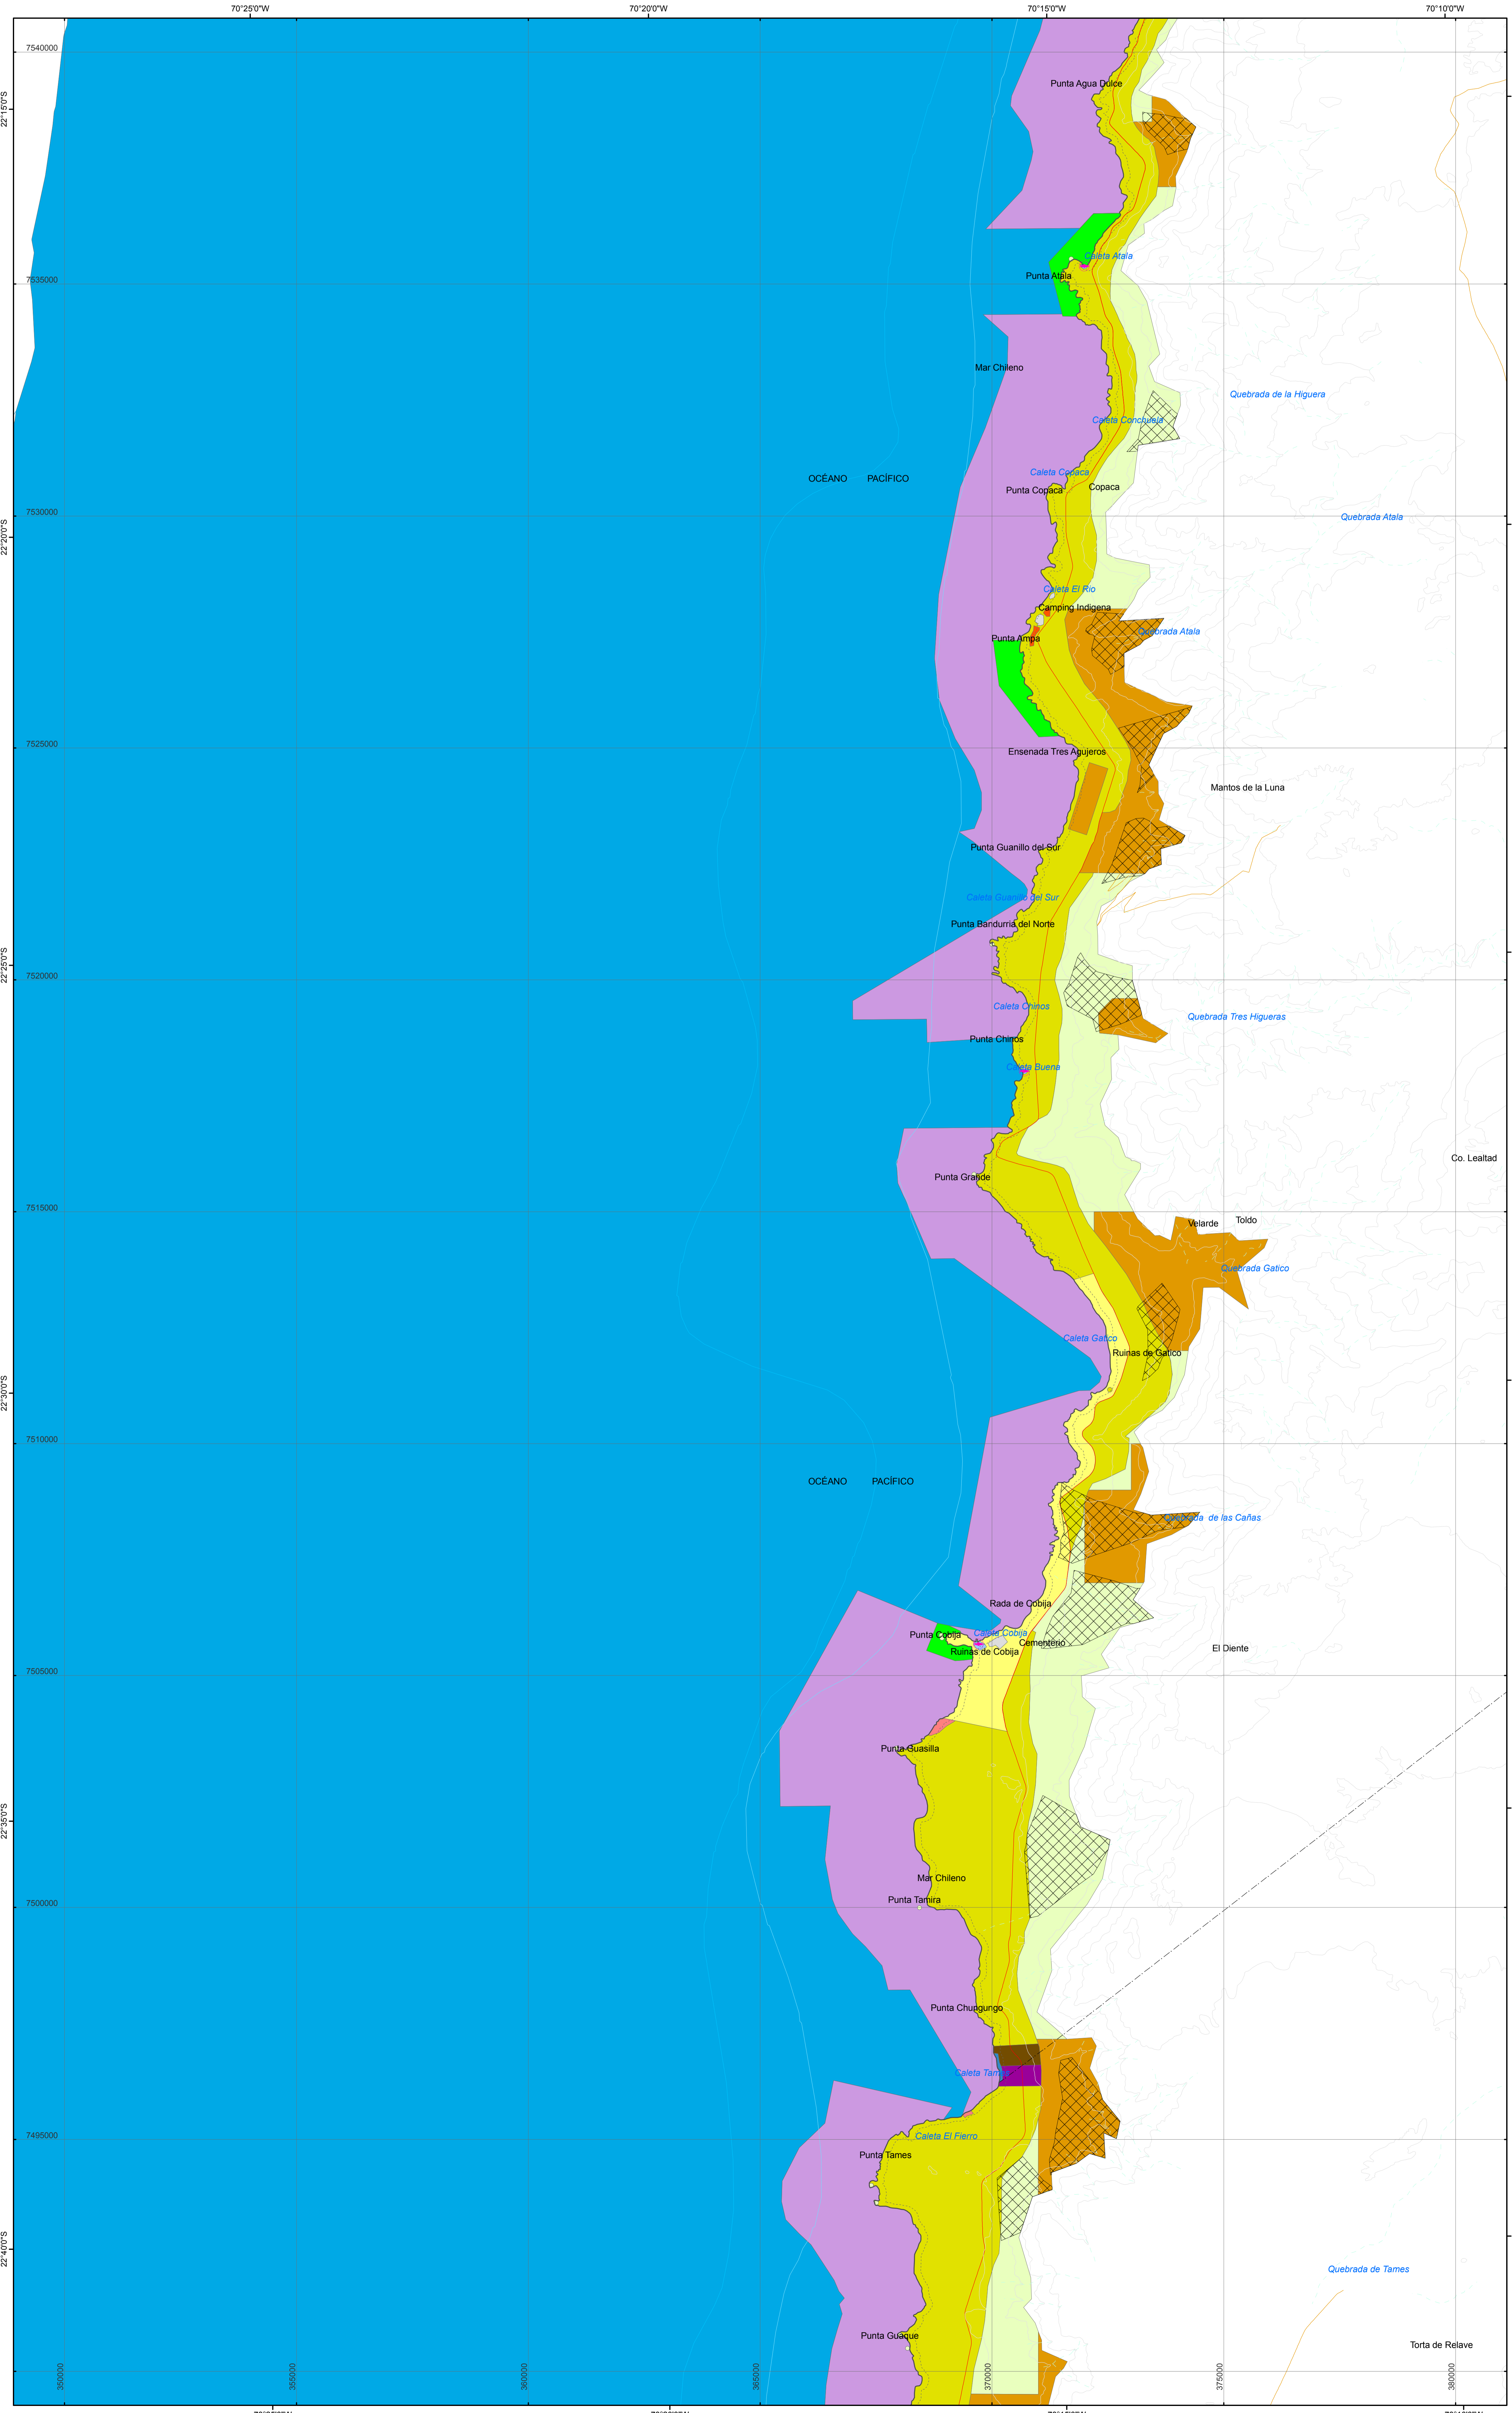 70°25'0"W
70°20'0"W
70°15'0"W
70°10'0"W
7540000
Punta Agua Dulce
22°15'0"S
Caleta Atala
Punta Atala
7535000
Mar Chileno
Quebrada de la Higuera
Caleta Conchuela
Caleta Copaca
OCÉANO PACÍFICO
Punta Copaca
Copaca
Quebrada Atala
7530000
22°20'0"S
Caleta El Rio
Camping Indigena
Quebrada Atala
Punta Ampa
7525000
Ensenada Tres Agujeros
Mantos de la Luna
Punta Guanillo del Sur
Caleta Guanillo del Sur
Punta Bandurria del Norte
22°25'0"S
7520000
Caleta Chinos
Quebrada Tres Higueras
Punta Chinos
Caleta Buena
Co. Lealtad
Punta Grande
7515000
Velarde
Toldo
Quebrada Gatico
Caleta Gatico
Ruinas de Gatico
22°30'0"S
7510000
OCÉANO PACÍFICO
Quebrada de las Cañas
Rada de Cobija
Punta Cobija
Caleta Cobija
Cementerio
Ruinas de Cobija
El Diente
7505000
Punta Guasilla
22°35'0"S
Mar Chileno
Punta Tamira
7500000
Punta Chungungo
Caleta Tames
Caleta El Fierro
7495000
Punta Tames
22°40'0"S
Quebrada de Tames
Punta Guaque
Torta de Relave
350000
355000
360000
365000
370000
375000
380000